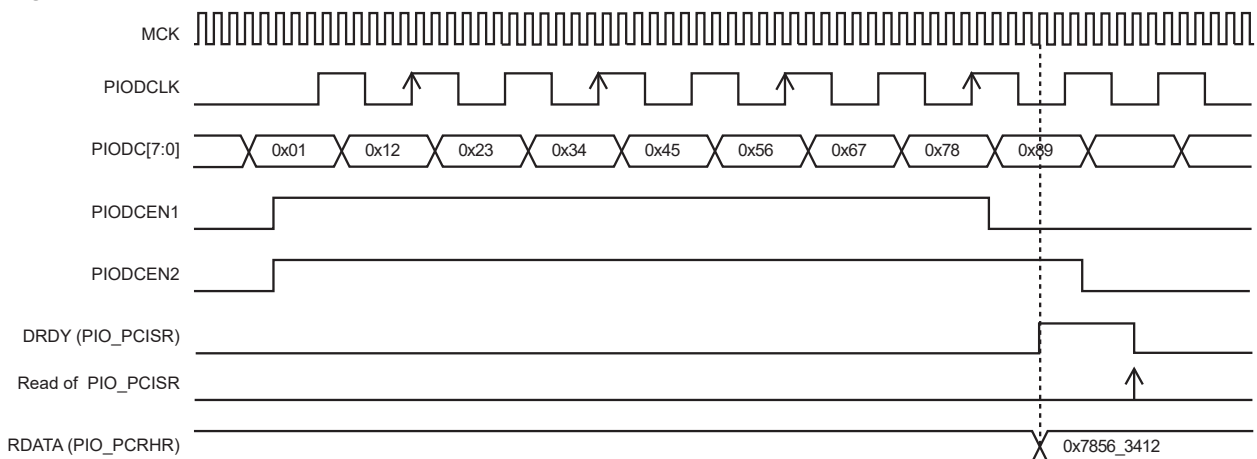 MCK
PIODCLK
PIODC[7:0] 0x01 0x12 0x23 0x34 0x45 0x56 0x67 0x78 0x89
PIODCEN1
PIODCEN2
DRDY (PIO_PCISR)
Read of PIO_PCISR
RDATA (PIO_PCRHR) 0x7856_3412